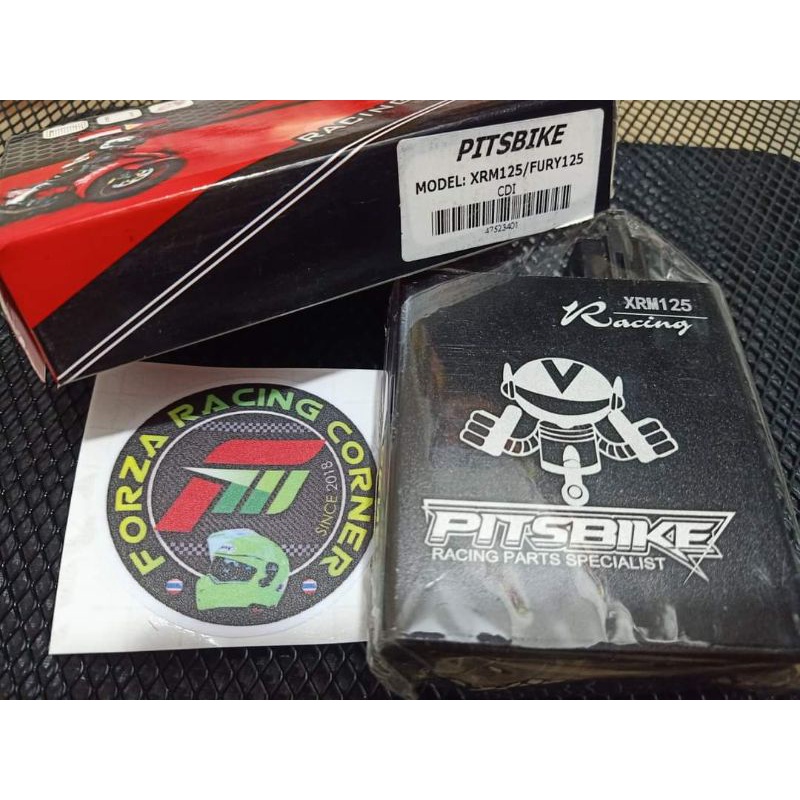 RACING
PITSBIKE
MODEL: XRM125/FURY125
CDI
47523401
XRM125
Racing
PITSBIKE
RACING PARTS SPECIALIST
FORZA RACING CORNER
SINCE 2018